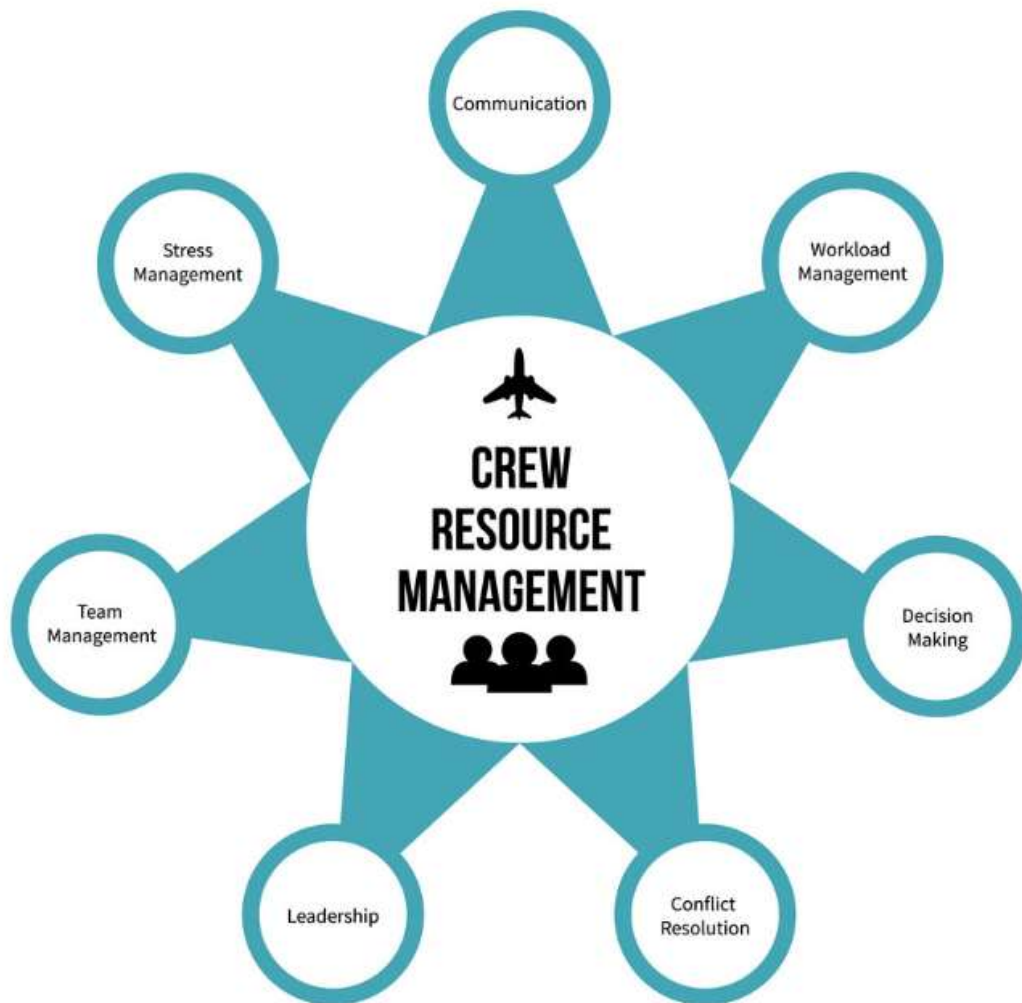 Communication
Stress
Management
Workload
Management
CREW
RESOURCE
MANAGEMENT
Team
Management
Decision
Making
Leadership
Conflict
Resolution